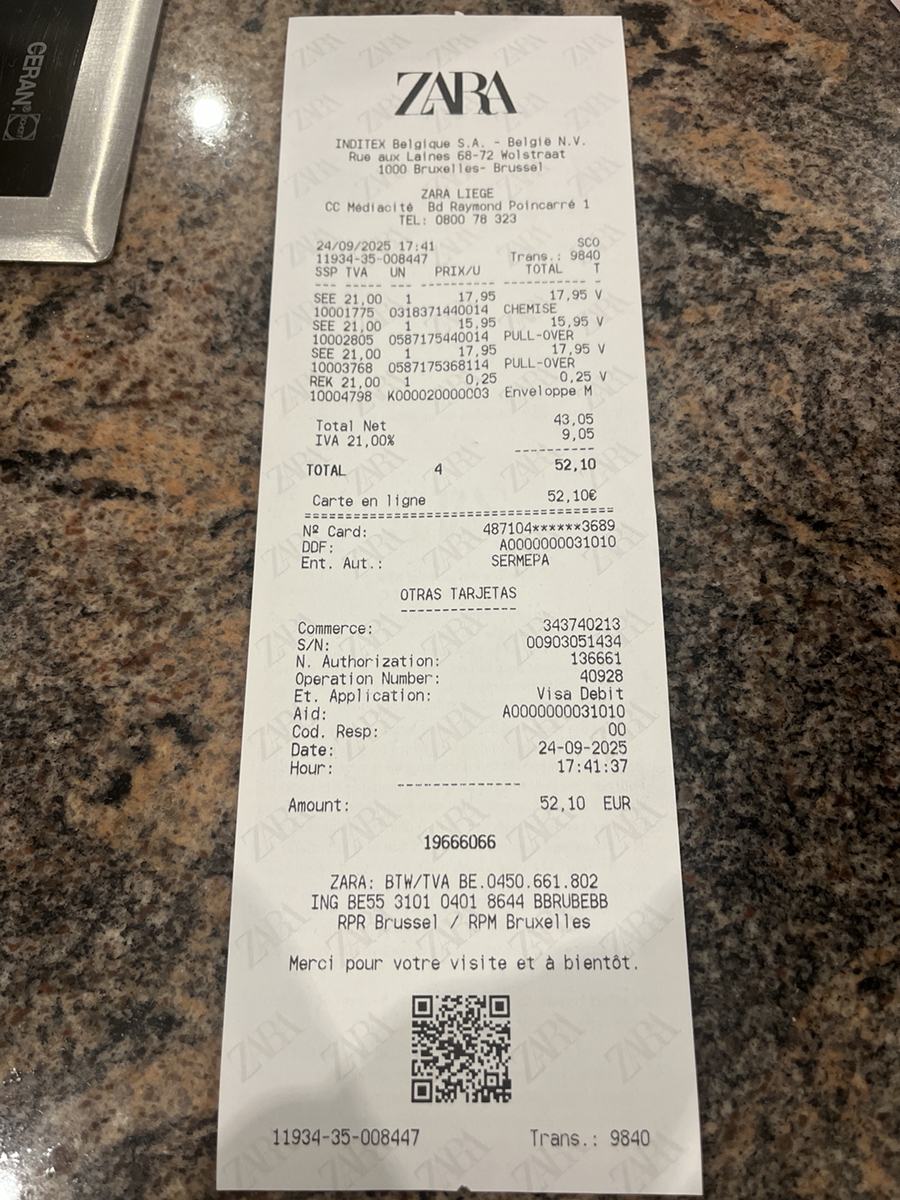 CERAN®
ZARA
INDITEX Belgique S.A. - België N.V.
Rue aux Laines 68-72 Wolstraat
1000 Bruxelles- Brussel
ZARA LIEGE
CC Médiacité Bd Raymond Poincarré 1
TEL: 0800 78 323
24/09/2025 17:41 SCO
11934-35-008447 Trans.: 9840
SSP TVA UN PRIX/U TOTAL T
SEE 21,00 1 17,95 17,95 V
10001775 0318371440014 CHEMISE
SEE 21,00 1 15,95 15,95 V
10002805 0587175440014 PULL-OVER
SEE 21,00 1 17,95 17,95 V
10003768 0587175368114 PULL-OVER
REK 21,00 1 0,25 0,25 V
10004798 K000020000003 Enveloppe M
Total Net 43,05
IVA 21,00% 9,05
TOTAL 4 52,10
Carte en ligne 52,10€
Nº Card: 487104******3689
DDF: A0000000031010
Ent. Aut.: SERMEPA
OTRAS TARJETAS
Commerce: 343740213
S/N: 00903051434
N. Authorization: 136661
Operation Number: 40928
Et. Application: Visa Debit
Aid: A0000000031010
Cod. Resp: 00
Date: 24-09-2025
Hour: 17:41:37
Amount: 52,10 EUR
19666066
ZARA: BTW/TVA BE.0450.661.802
ING BE55 3101 0401 8644 BBRUBEBB
RPR Brussel / RPM Bruxelles
Merci pour votre visite et à bientôt.
11934-35-008447 Trans.: 9840